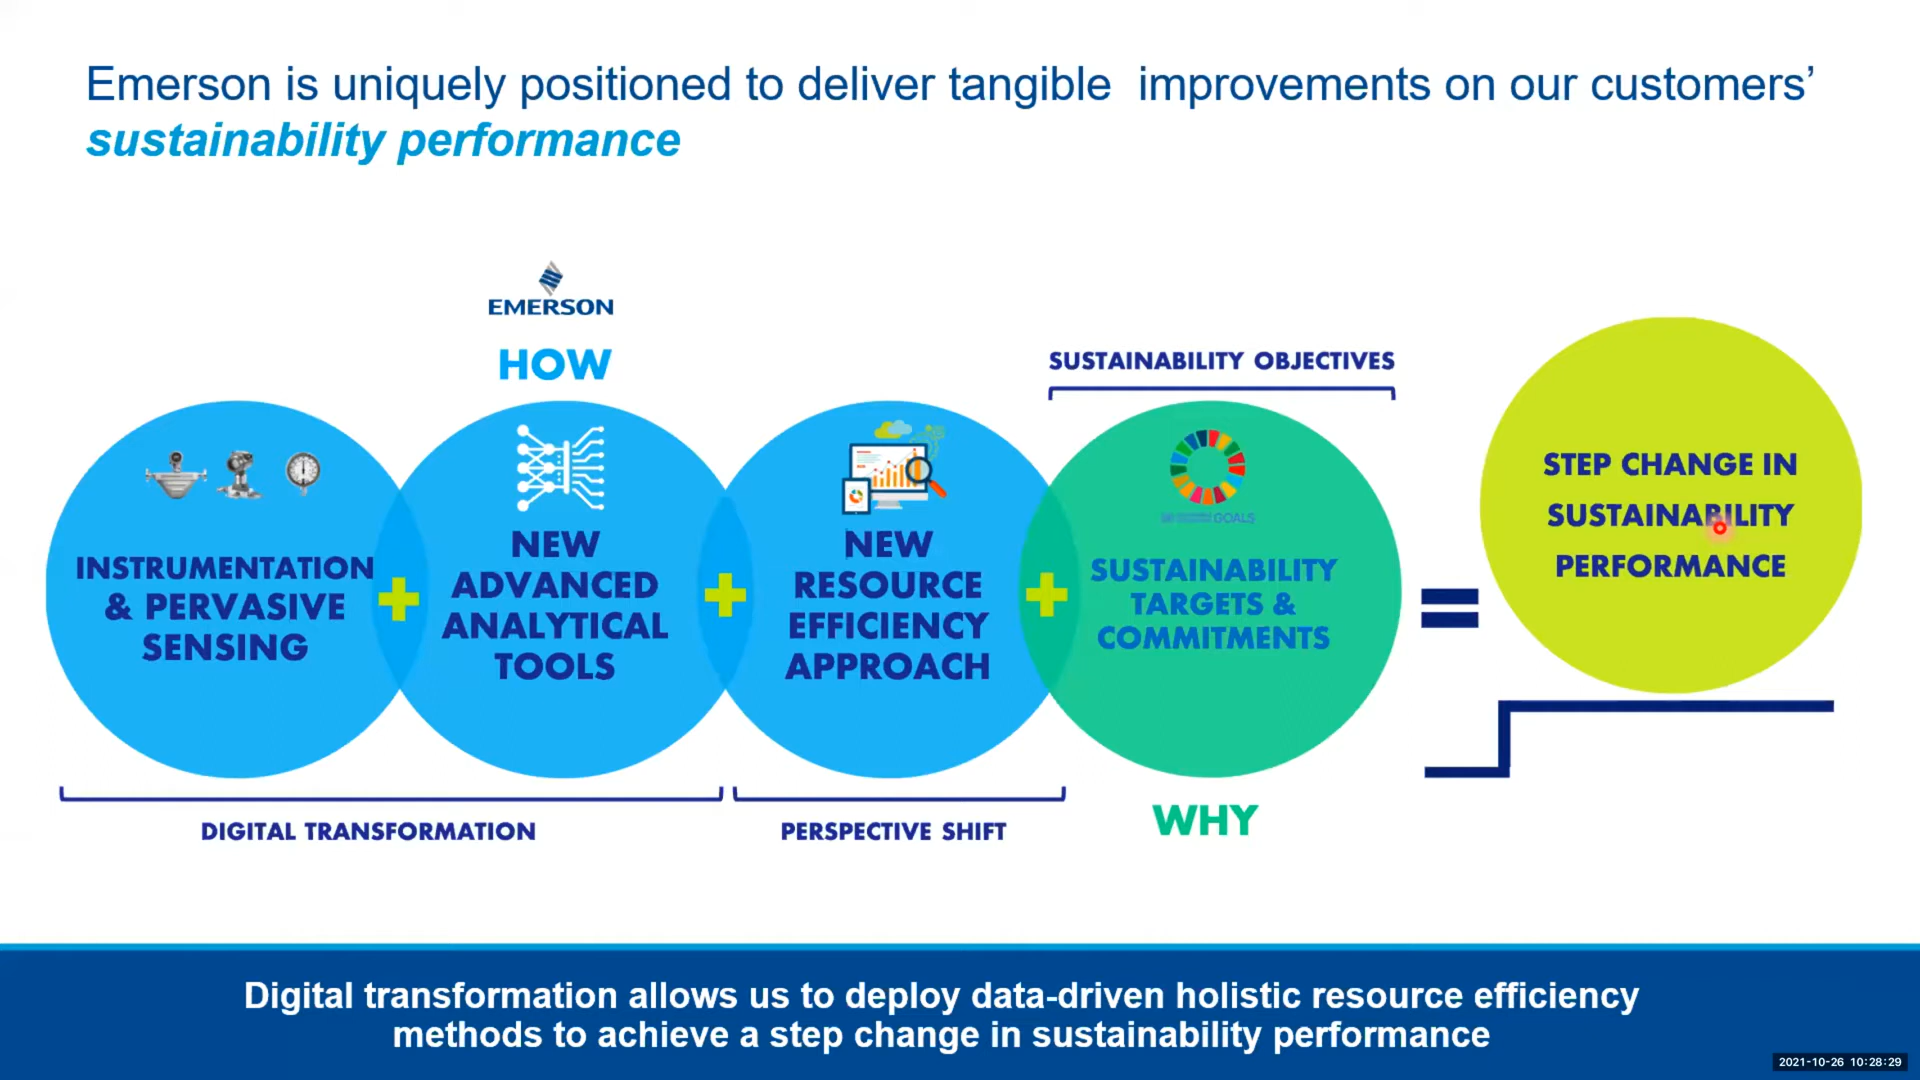 Emerson is uniquely positioned to deliver tangible improvements on our customers’
sustainability performance
EMERSON
HOW
SUSTAINABILITY OBJECTIVES
INSTRUMENTATION
& PERVASIVE
SENSING
NEW
ADVANCED
ANALYTICAL
TOOLS
NEW
RESOURCE
EFFICIENCY
APPROACH
GOALS
SUSTAINABILITY
TARGETS &
COMMITMENTS
STEP CHANGE IN
SUSTAINABILITY
PERFORMANCE
DIGITAL TRANSFORMATION
PERSPECTIVE SHIFT
WHY
Digital transformation allows us to deploy data-driven holistic resource efficiency
methods to achieve a step change in sustainability performance
2021-10-26 10:28:29